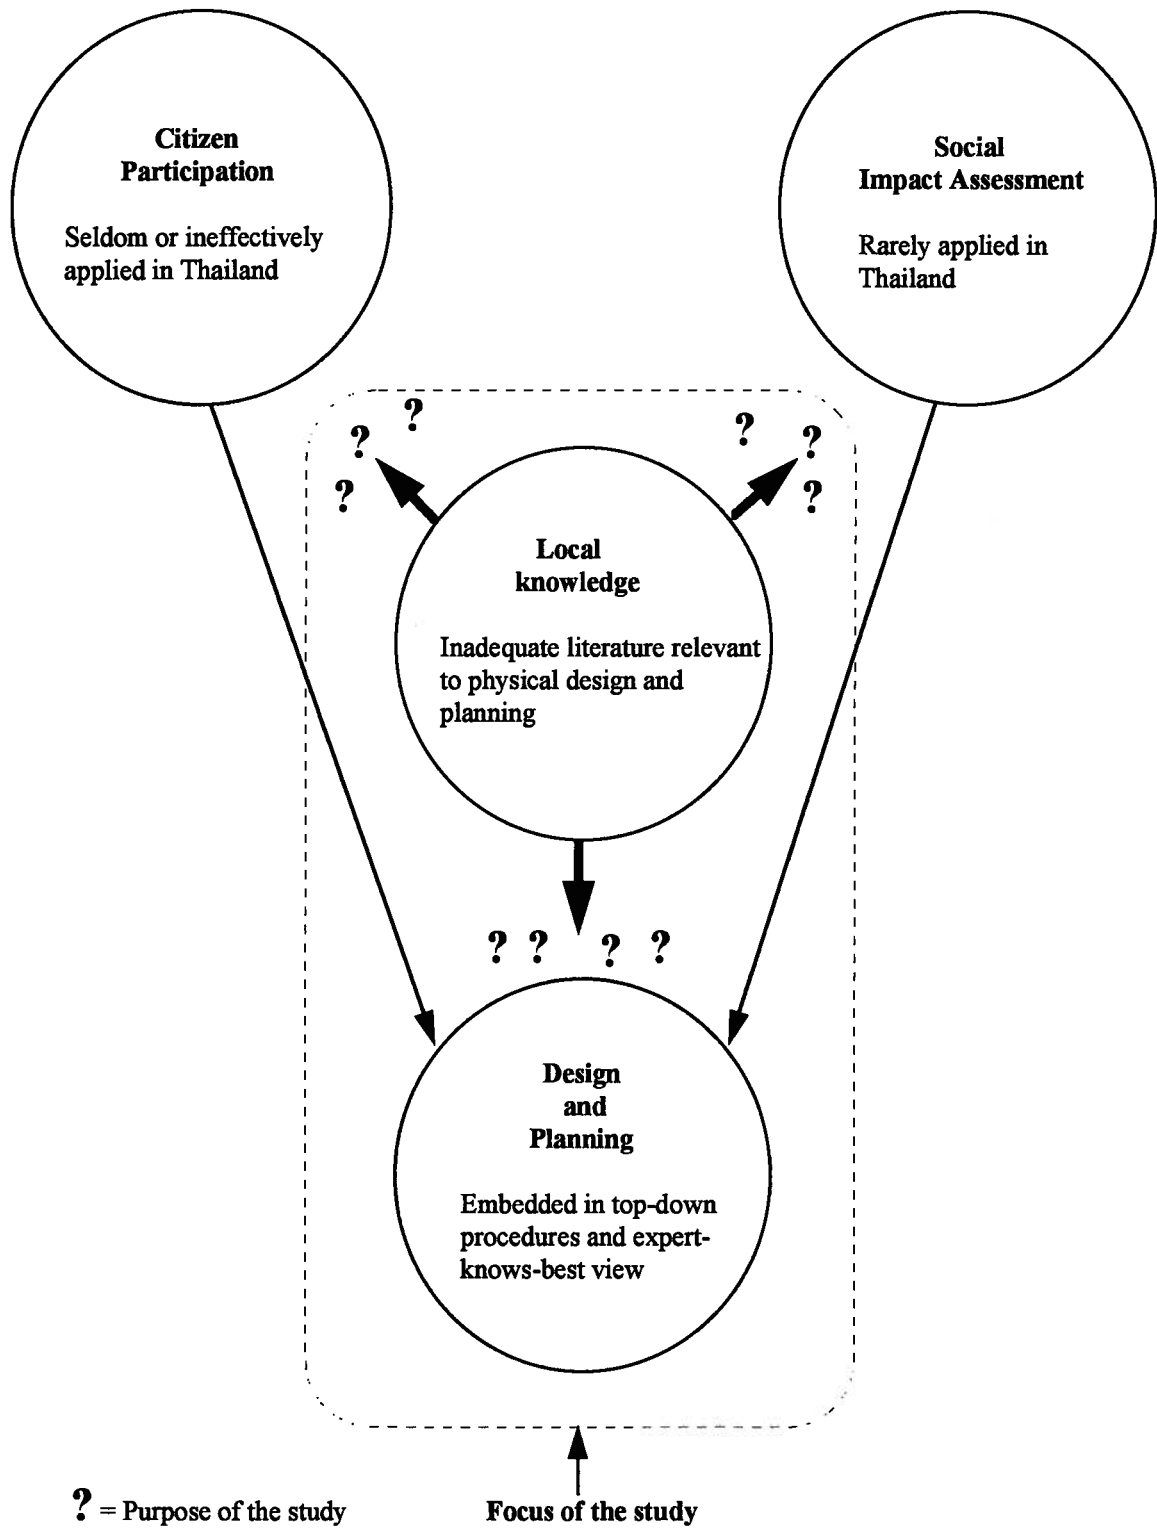 Citizen
Participation
Seldom or ineffectively
applied in Thailand
Social
Impact Assessment
Rarely applied in
Thailand
? ? ?
? ? ?
Local
knowledge
Inadequate literature relevant
to physical design and
planning
? ? ? ?
Design
and
Planning
Embedded in top-down
procedures and expert-
knows-best view
? = Purpose of the study
Focus of the study